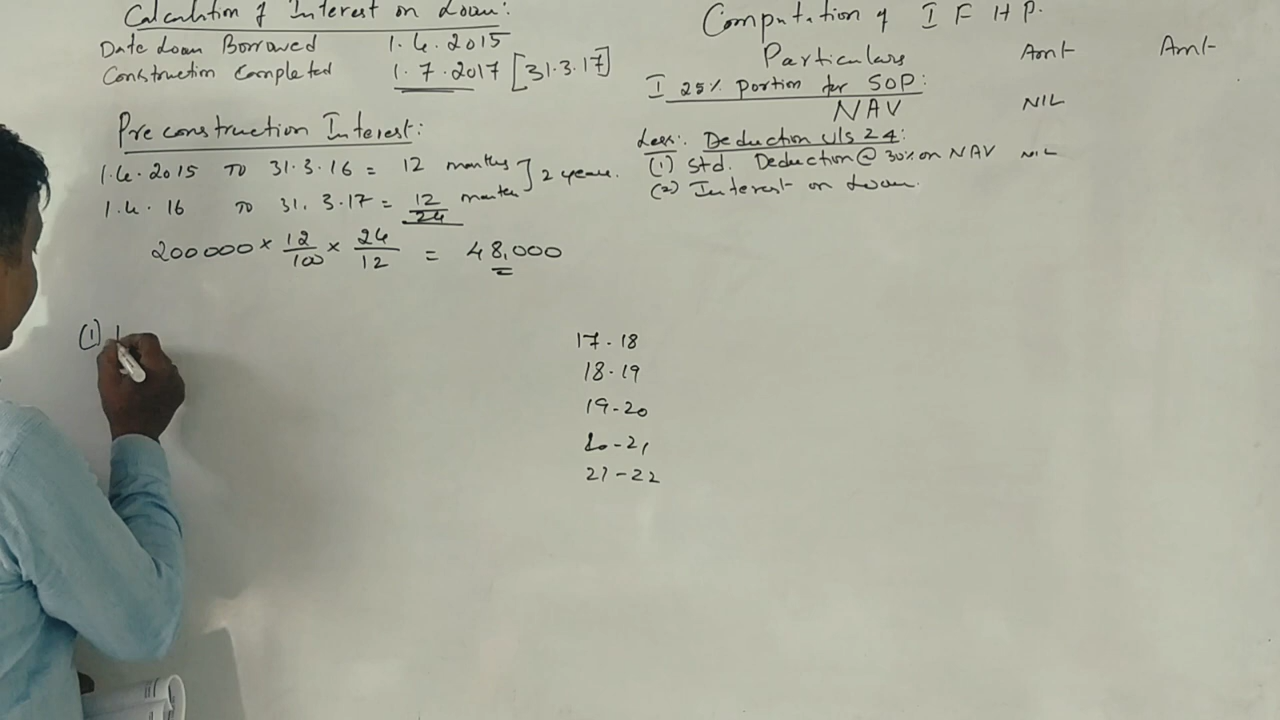 Calculation of Interest on Loan:
Date Loan Borrowed 1.4.2015
Construction Completed 1.7.2017 [31.3.17]
Pre construction Interest:
1.4.2015 TO 31.3.16 = 12 months
1.4.16 TO 31.3.17 = 12 months
2 years.
24
200000 × 12/100 × 24/12 = 48,000
(1)
17-18
18-19
19-20
20-21
21-22
Computation of I F H P.
Particulars Amt Amt
I 25% portion for SOP:
NAV NIL
Less: Deduction U/s 24:
(1) Std. Deduction @ 30% on NAV NIL
(2) Interest on Loan.